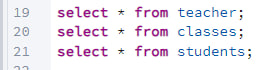 19 select * from teacher;
20 select * from classes;
21 select * from students;